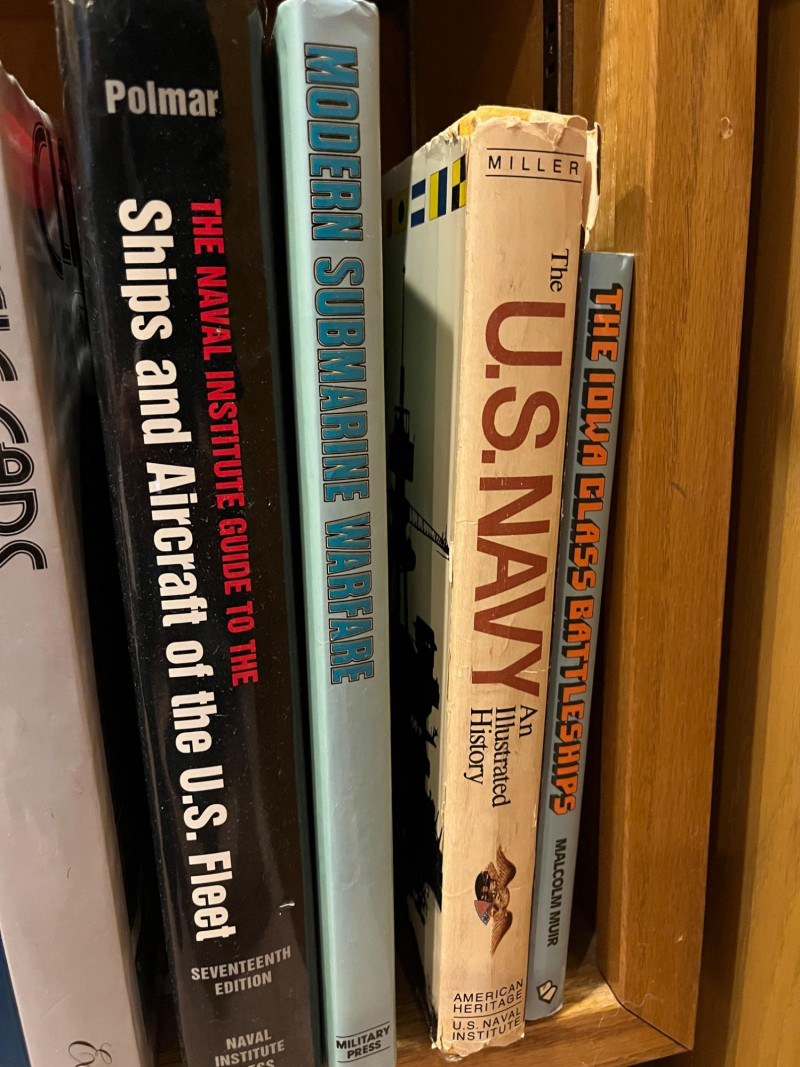 Polmar
THE NAVAL INSTITUTE GUIDE TO THE
Ships and Aircraft of the U.S. Fleet
SEVENTEENTH
EDITION
NAVAL
INSTITUTE
MODERN SUBMARINE WARFARE
MILITARY
PRESS
MILLER
The
U.S. NAVY
An
Illustrated
History
AMERICAN
HERITAGE
U.S. NAVAL
INSTITUTE
THE IOWA CLASS BATTLESHIPS
MALCOLM MUIR